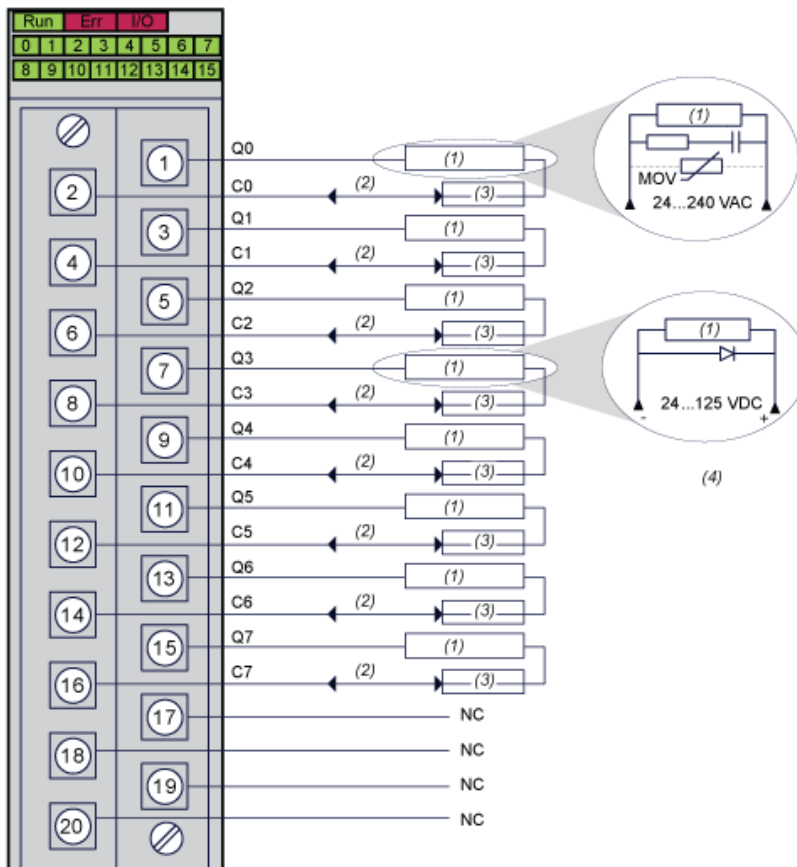 Run Err I/O
0 1 2 3 4 5 6 7
8 9 10 11 12 13 14 15
1 Q0 (1)
2 C0 (2) (3)
3 Q1 (1)
4 C1 (2) (3)
5 Q2 (1)
6 C2 (2) (3)
7 Q3 (1)
8 C3 (2) (3)
9 Q4 (1)
10 C4 (2) (3)
11 Q5 (1)
12 C5 (2) (3)
13 Q6 (1)
14 C6 (2) (3)
15 Q7 (1)
16 C7 (2) (3)
17 NC
18 NC
19 NC
20 NC
(1)
MOV
24...240 VAC
(1)
24...125 VDC
- +
(4)